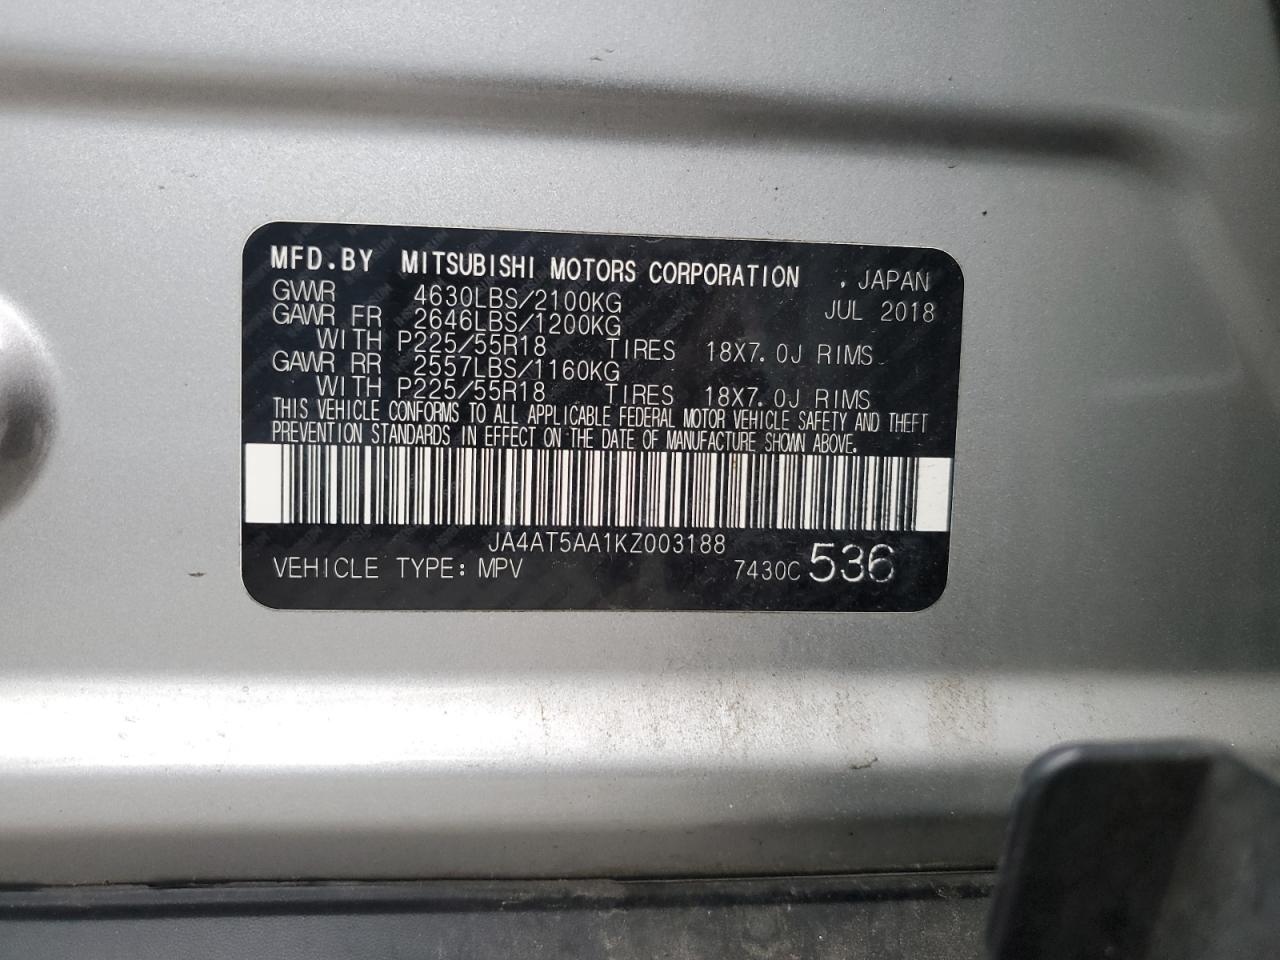 MFD.BY MITSUBISHI MOTORS CORPORATION . JAPAN
GVWR 4630LBS/2100KG JUL 2018
GAWR FR 2646LBS/1200KG
WITH P225/55R18 TIRES 18X7.0J RIMS
GAWR RR 2557LBS/1160KG
WITH P225/55R18 TIRES 18X7.0J RIMS
THIS VEHICLE CONFORMS TO ALL APPLICABLE FEDERAL MOTOR VEHICLE SAFETY AND THEFT
PREVENTION STANDARDS IN EFFECT ON THE DATE OF MANUFACTURE SHOWN ABOVE.
JA4AT5AA1KZ003188
VEHICLE TYPE: MPV 7430C 536